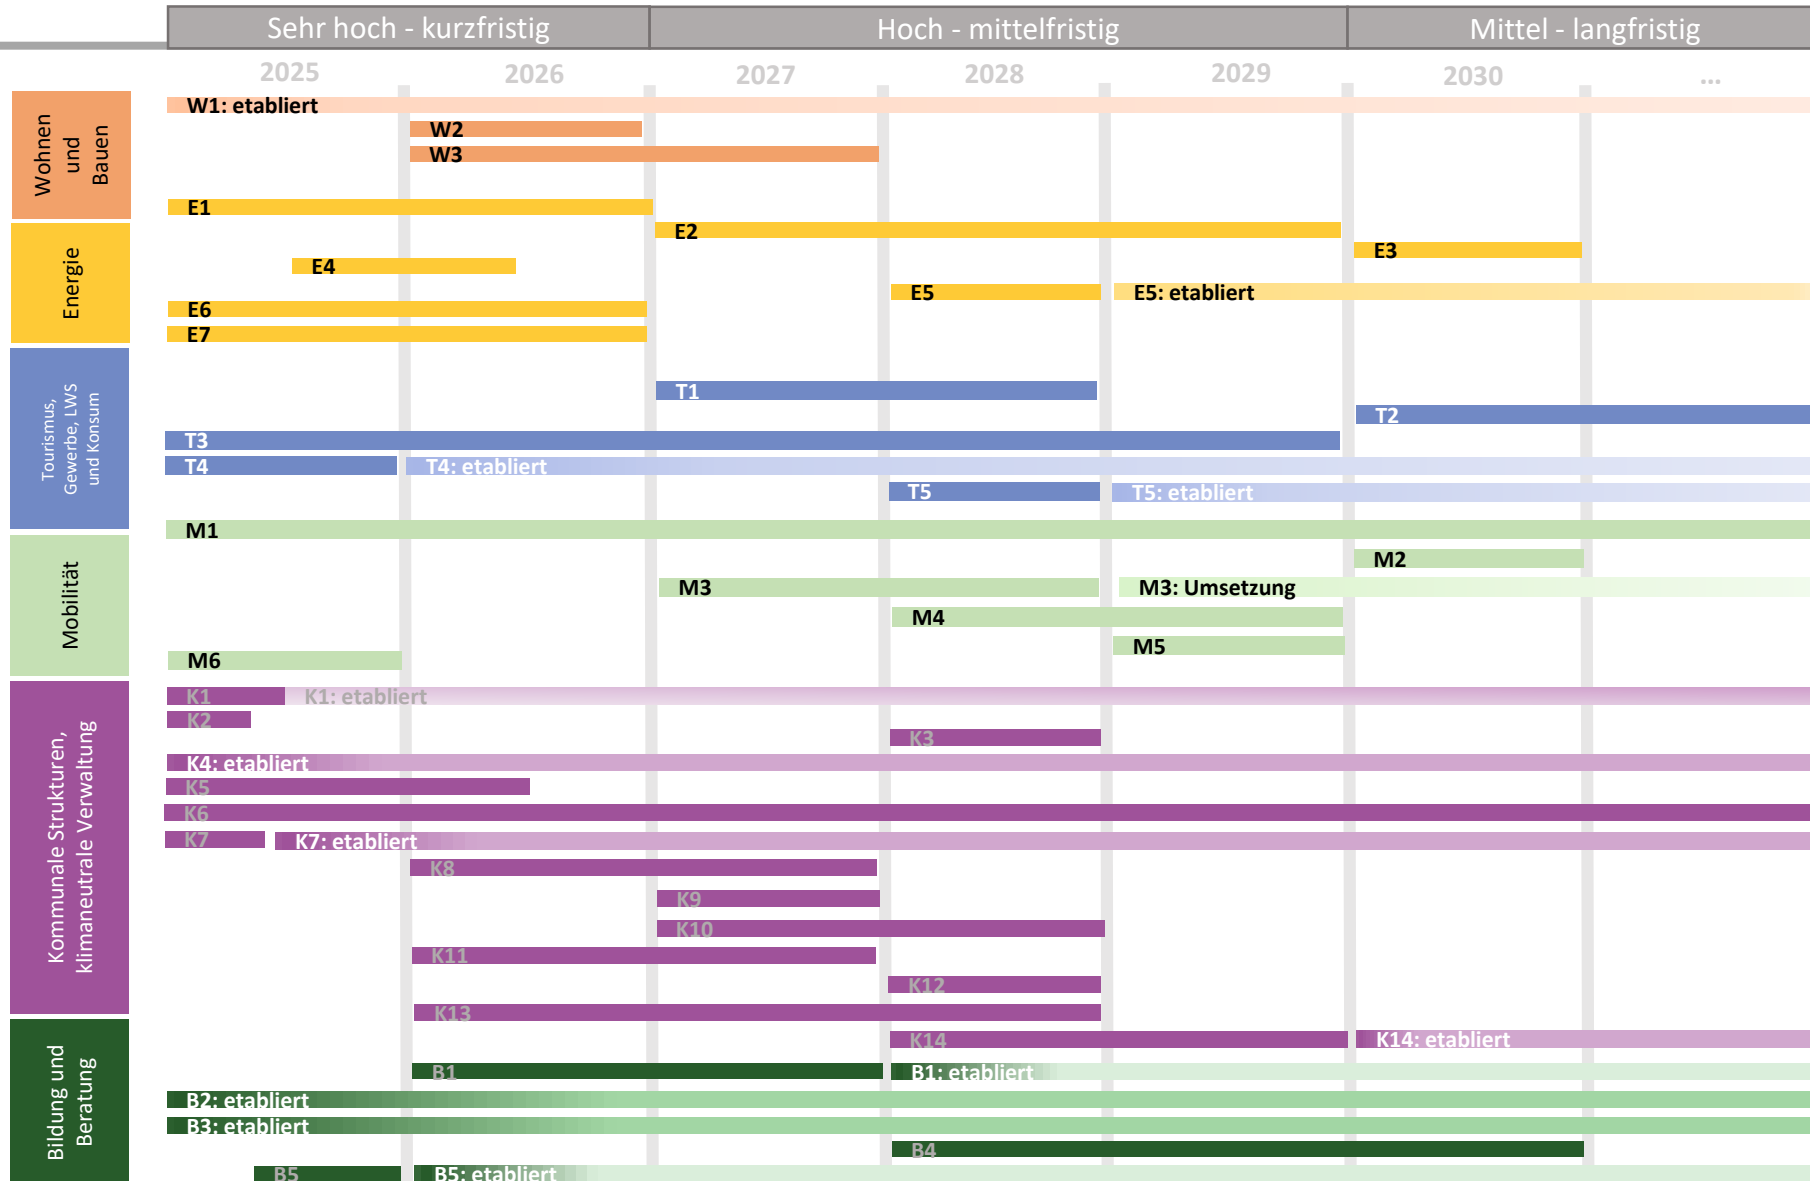 Sehr hoch - kurzfristig
Hoch - mittelfristig
Mittel - langfristig
2025
2026
2027
2028
2029
2030
...
Wohnen
und
Bauen
W1: etabliert
W2
W3
E1
Energie
E2
E3
E4
E5
E5: etabliert
E6
E7
Tourismus,
Gewerbe, LWS
und Konsum
T1
T2
T3
T4
T4: etabliert
T5
T5: etabliert
M1
Mobilität
M2
M3
M3: Umsetzung
M4
M5
M6
Kommunale Strukturen,
klimaneutrale Verwaltung
K1
K1: etabliert
K2
K3
K4: etabliert
K5
K6
K7
K7: etabliert
K8
K9
K10
K11
K12
K13
K14
K14: etabliert
Bildung und
Beratung
B1
B1: etabliert
B2: etabliert
B3: etabliert
B4
B5
B5: etabliert